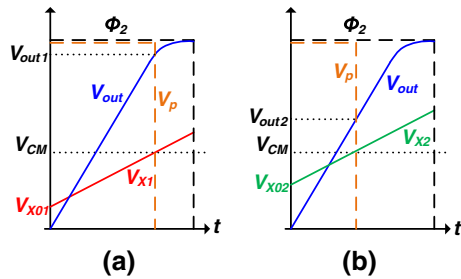 Φ2
Vout1
Vout
Vp
VCM
VX1
VX01
t
(a)
Φ2
Vp
Vout
Vout2
VCM
VX2
VX02
t
(b)